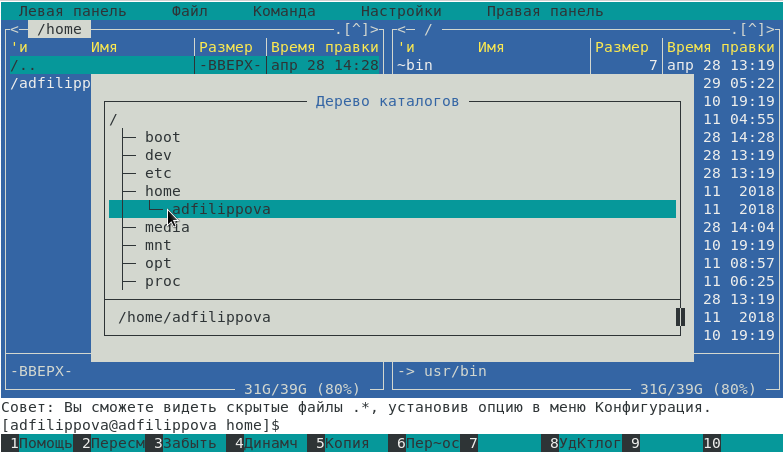 Левая панель Файл Команда Настройки Правая панель
<─ /home .[^]> <─ / .[^]>
'и Имя Размер Время правки 'и Имя Размер Время правки
/.. -ВВЕРХ- апр 28 14:28 ~bin 7 апр 28 13:19
/adfilipp 29 05:22
Дерево каталогов 10 19:19
/ 11 04:55
boot 28 14:28
dev 28 13:19
etc 28 13:19
home 11 2018
adfilippova 11 2018
media 28 14:04
mnt 10 19:19
opt 11 08:57
proc 11 06:25
28 13:19
/home/adfilippova 11 2018
10 19:19
-ВВЕРХ- -> usr/bin
31G/39G (80%) 31G/39G (80%)
Совет: Вы сможете видеть скрытые файлы .*, установив опцию в меню Конфигурация.
[adfilippova@adfilippova home]$
1Помощь 2Пересм 3Забыть 4Динамч 5Копия 6Пер~ос 7 8УдКтлог 9 10